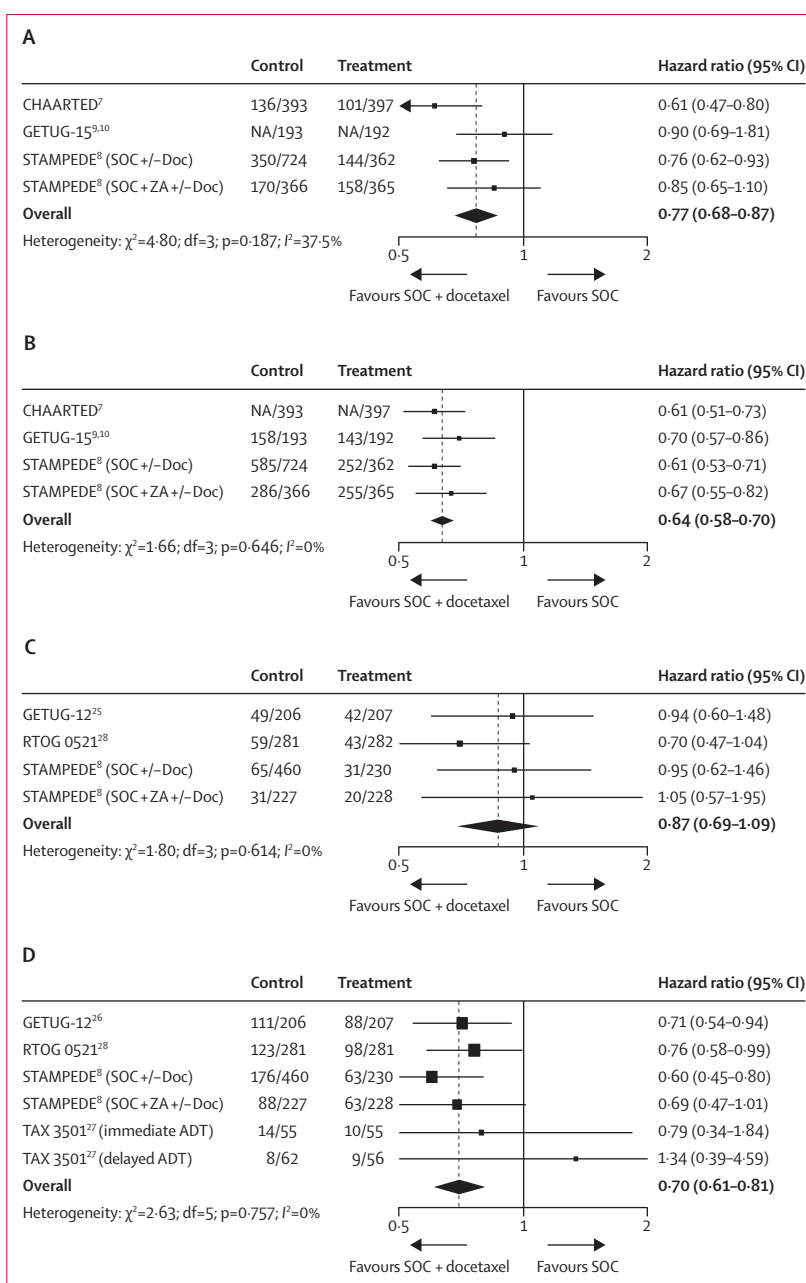 A
Control Treatment Hazard ratio (95% CI)
CHAARTED⁷ 136/393 101/397 0·61 (0·47–0·80)
GETUG-15⁹,¹⁰ NA/193 NA/192 0·90 (0·69–1·81)
STAMPEDE⁸ (SOC +/– Doc) 350/724 144/362 0·76 (0·62–0·93)
STAMPEDE⁸ (SOC + ZA +/– Doc) 170/366 158/365 0·85 (0·65–1·10)
Overall 0·77 (0·68–0·87)
Heterogeneity: χ²=4·80; df=3; p=0·187; I²=37·5%
0·5 1 2
Favours SOC + docetaxel Favours SOC
B
Control Treatment Hazard ratio (95% CI)
CHAARTED⁷ NA/393 NA/397 0·61 (0·51–0·73)
GETUG-15⁹,¹⁰ 158/193 143/192 0·70 (0·57–0·86)
STAMPEDE⁸ (SOC +/– Doc) 585/724 252/362 0·61 (0·53–0·71)
STAMPEDE⁸ (SOC + ZA +/– Doc) 286/366 255/365 0·67 (0·55–0·82)
Overall 0·64 (0·58–0·70)
Heterogeneity: χ²=1·66; df=3; p=0·646; I²=0%
0·5 1 2
Favours SOC + docetaxel Favours SOC
C
Control Treatment Hazard ratio (95% CI)
GETUG-12²⁵ 49/206 42/207 0·94 (0·60–1·48)
RTOG 0521²⁸ 59/281 43/282 0·70 (0·47–1·04)
STAMPEDE⁸ (SOC +/– Doc) 65/460 31/230 0·95 (0·62–1·46)
STAMPEDE⁸ (SOC + ZA +/– Doc) 31/227 20/228 1·05 (0·57–1·95)
Overall 0·87 (0·69–1·09)
Heterogeneity: χ²=1·80; df=3; p=0·614; I²=0%
0·5 1 2
Favours SOC + docetaxel Favours SOC
D
Control Treatment Hazard ratio (95% CI)
GETUG-12²⁶ 111/206 88/207 0·71 (0·54–0·94)
RTOG 0521²⁸ 123/281 98/281 0·76 (0·58–0·99)
STAMPEDE⁸ (SOC +/– Doc) 176/460 63/230 0·60 (0·45–0·80)
STAMPEDE⁸ (SOC + ZA +/– Doc) 88/227 63/228 0·69 (0·47–1·01)
TAX 3501²⁷ (immediate ADT) 14/55 10/55 0·79 (0·34–1·84)
TAX 3501²⁷ (delayed ADT) 8/62 9/56 1·34 (0·39–4·59)
Overall 0·70 (0·61–0·81)
Heterogeneity: χ²=2·63; df=5; p=0·757; I²=0%
0·5 1 2
Favours SOC + docetaxel Favours SOC